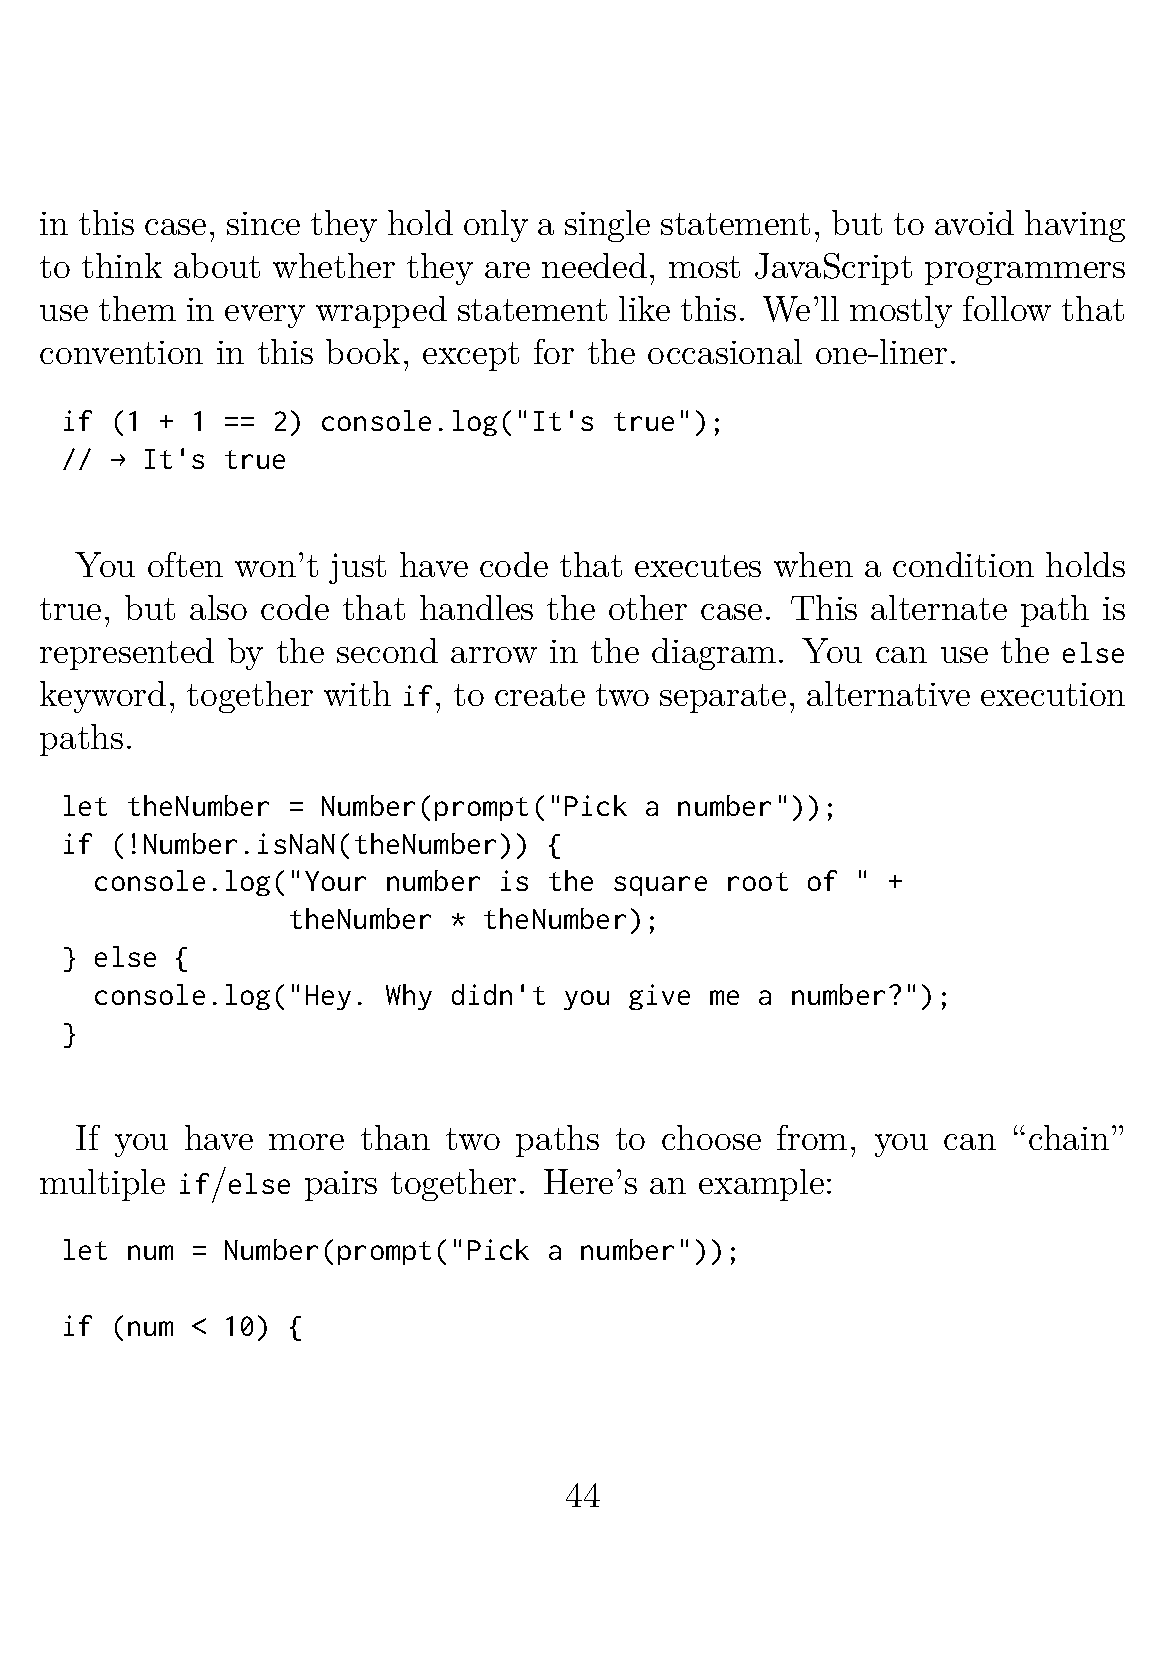 in this case, since they hold only a single statement, but to avoid having
to think about whether they are needed, most JavaScript programmers
use them in every wrapped statement like this. We’ll mostly follow that
convention in this book, except for the occasional one-liner.
if (1 + 1 == 2) console.log("It's true");
// → It's true
You often won’t just have code that executes when a condition holds
true, but also code that handles the other case. This alternate path is
represented by the second arrow in the diagram. You can use the else
keyword, together with if, to create two separate, alternative execution
paths.
let theNumber = Number(prompt("Pick a number"));
if (!Number.isNaN(theNumber)) {
  console.log("Your number is the square root of " +
              theNumber * theNumber);
} else {
  console.log("Hey. Why didn't you give me a number?");
}
If you have more than two paths to choose from, you can “chain”
multiple if/else pairs together. Here’s an example:
let num = Number(prompt("Pick a number"));
if (num < 10) {
44